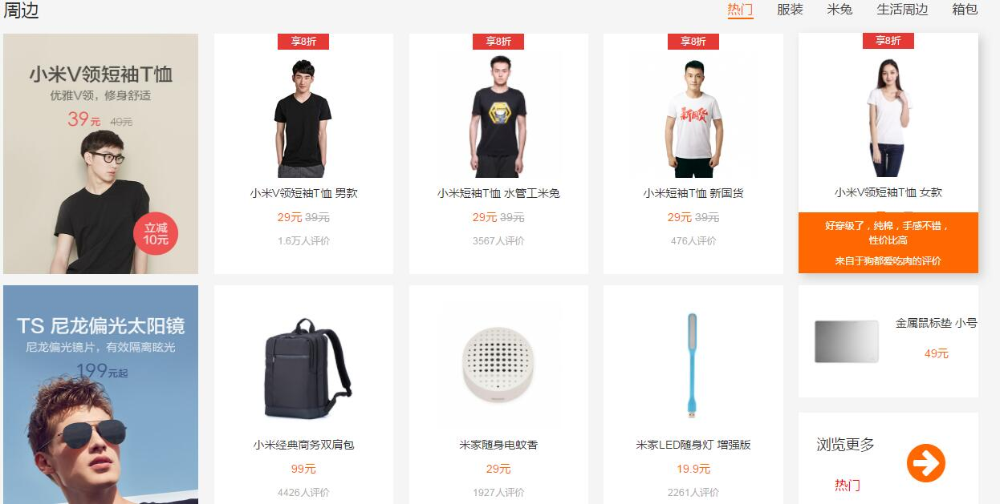 周边
热门 服装 米兔 生活周边 箱包
小米V领短袖T恤
优雅V领，修身舒适
39元 49元
立减
10元
享8折
小米V领短袖T恤 男款
29元 39元
1.6万人评价
享8折
小米短袖T恤 水管工米兔
29元 39元
3567人评价
享8折
新国货
小米短袖T恤 新国货
29元 39元
476人评价
享8折
小米V领短袖T恤 女款
好穿级了，纯棉，手感不错，
性价比高
来自于狗都爱吃肉的评价
TS 尼龙偏光太阳镜
尼龙偏光镜片，有效隔离眩光
199元起
小米经典商务双肩包
99元
4426人评价
米家随身电蚊香
29元
1927人评价
米家LED随身灯 增强版
19.9元
2261人评价
金属鼠标垫 小号
49元
浏览更多
热门